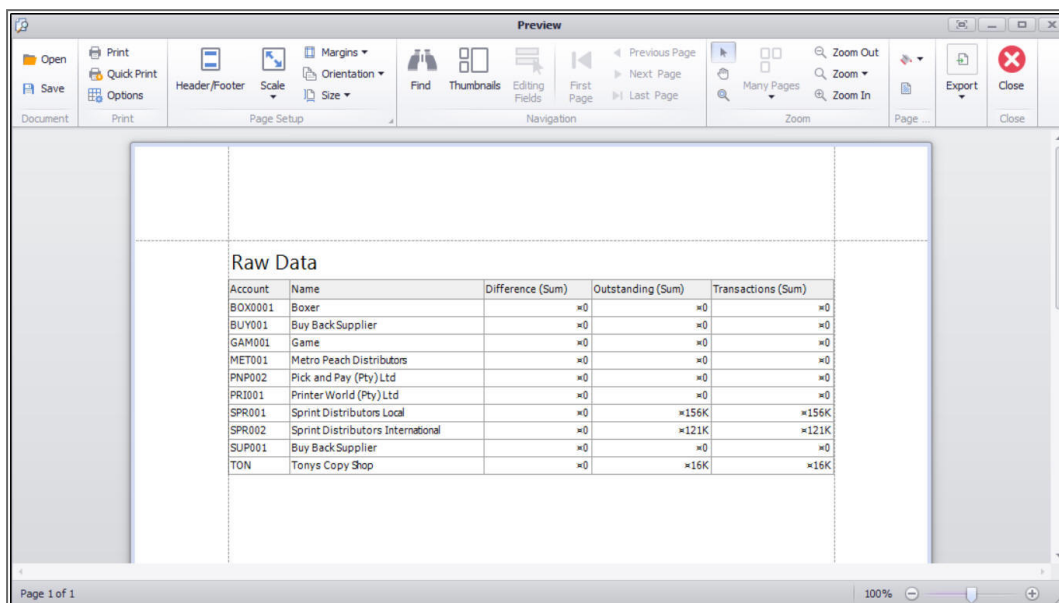 Preview
Open
Save
Document
Print
Quick Print
Options
Print
Header/Footer
Scale
Margins
Orientation
Size
Page Setup
Find
Thumbnails
Editing
Fields
First
Page
Previous Page
Next Page
Last Page
Navigation
Many Pages
Zoom Out
Zoom
Zoom In
Zoom
Page ...
Export
Close
Close
Raw Data
Account Name Difference (Sum) Outstanding (Sum) Transactions (Sum)
BOX0001 Boxer ¤0 ¤0 ¤0
BUY001 Buy Back Supplier ¤0 ¤0 ¤0
GAM001 Game ¤0 ¤0 ¤0
MET001 Metro Peach Distributors ¤0 ¤0 ¤0
PNP002 Pick and Pay (Pty) Ltd ¤0 ¤0 ¤0
PRI001 Printer World (Pty) Ltd ¤0 ¤0 ¤0
SPR001 Sprint Distributors Local ¤0 ¤156K ¤156K
SPR002 Sprint Distributors International ¤0 ¤121K ¤121K
SUP001 Buy Back Supplier ¤0 ¤0 ¤0
TON Tonys Copy Shop ¤0 ¤16K ¤16K
Page 1 of 1
100%